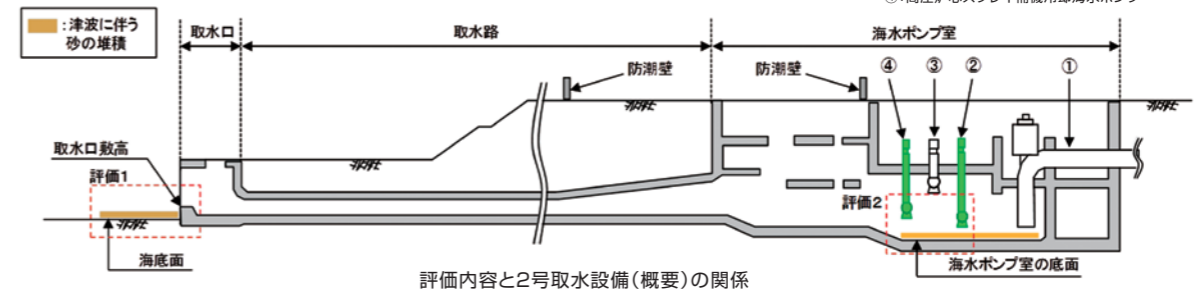 :津波に伴う
砂の堆積
取水口
取水路
海水ポンプ室
防潮壁
防潮壁
④
③
②
①
取水口敷高
評価1
評価2
海底面
海水ポンプ室の底面
評価内容と2号取水設備(概要)の関係